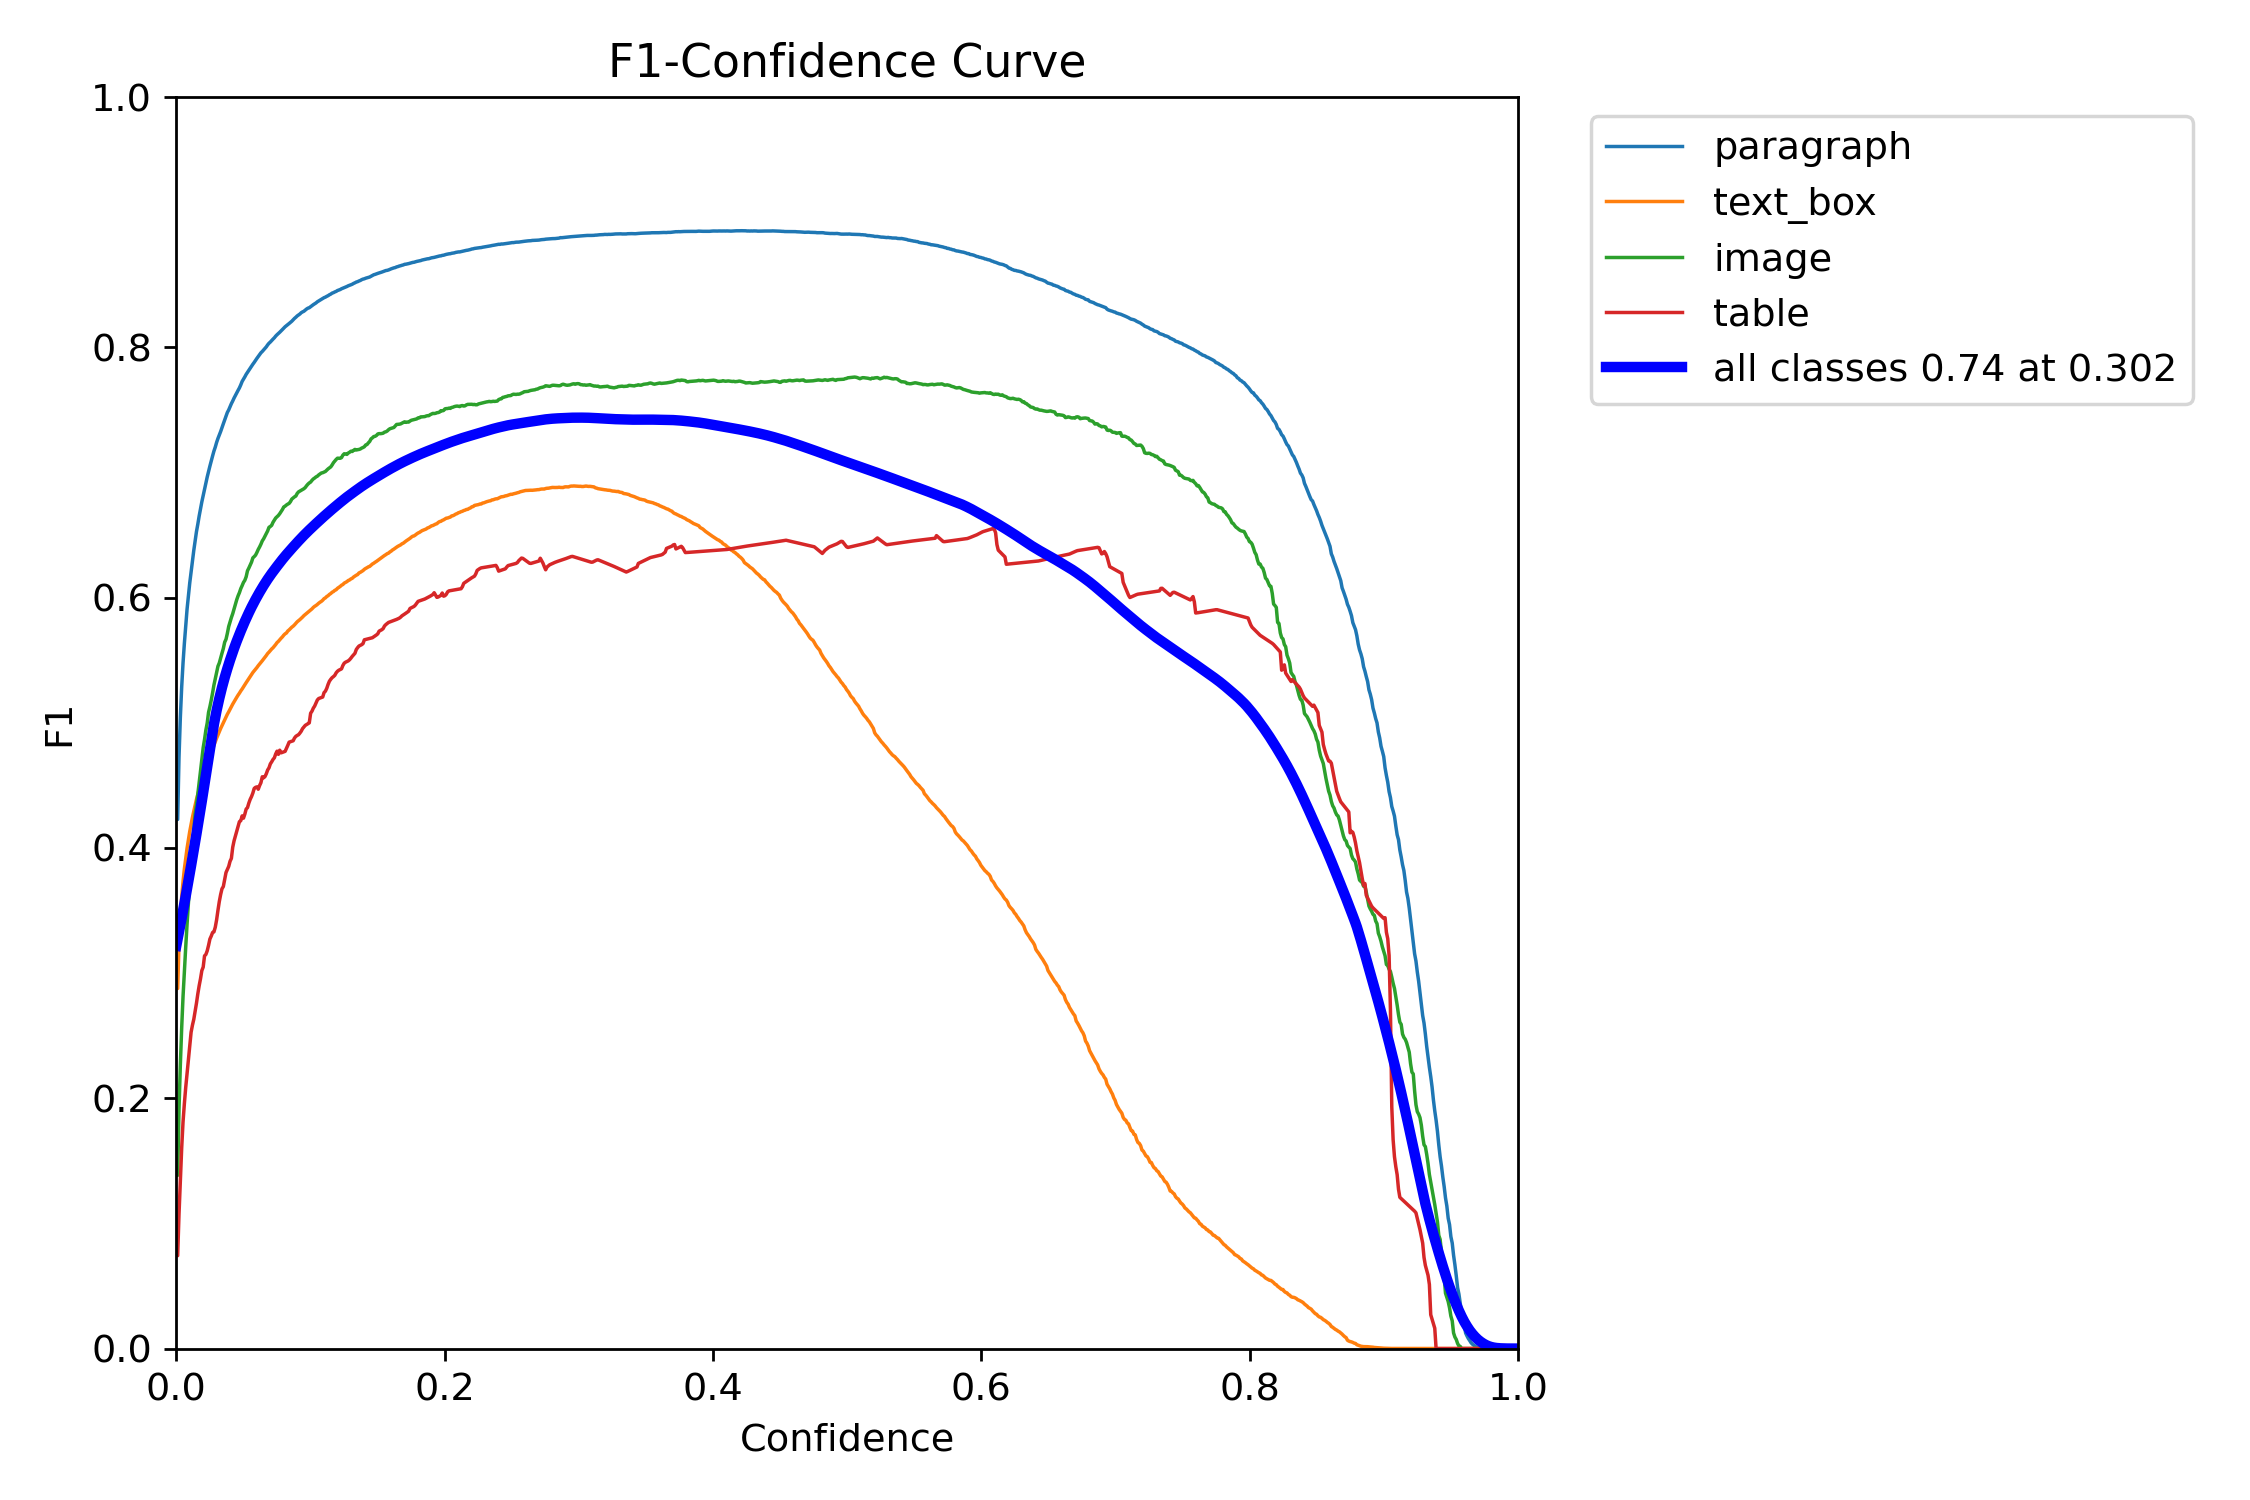 F1-Confidence Curve
1.0
0.8
0.6
0.4
0.2
0.0
F1
0.0 0.2 0.4 0.6 0.8 1.0
Confidence
paragraph
text_box
image
table
all classes 0.74 at 0.302